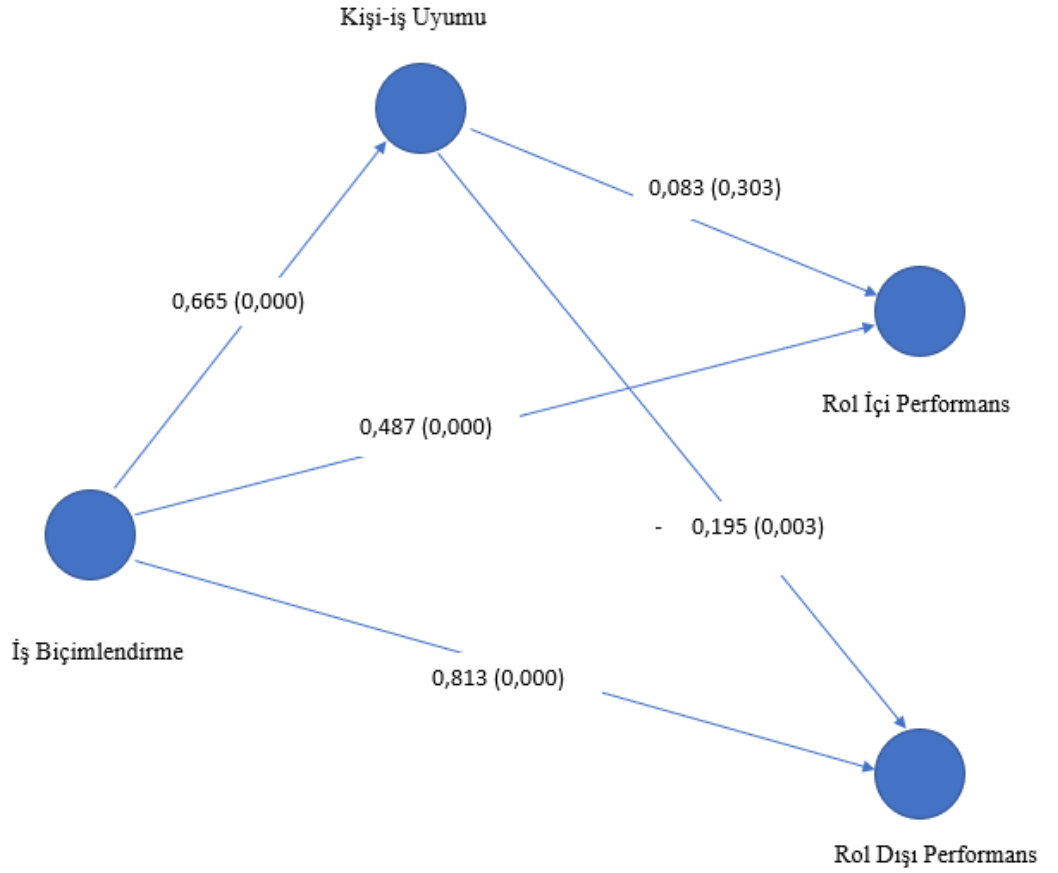 Kişi-iş Uyumu
0,083 (0,303)
0,665 (0,000)
Rol İçi Performans
0,487 (0,000)
- 0,195 (0,003)
İş Biçimlendirme
0,813 (0,000)
Rol Dışı Performans